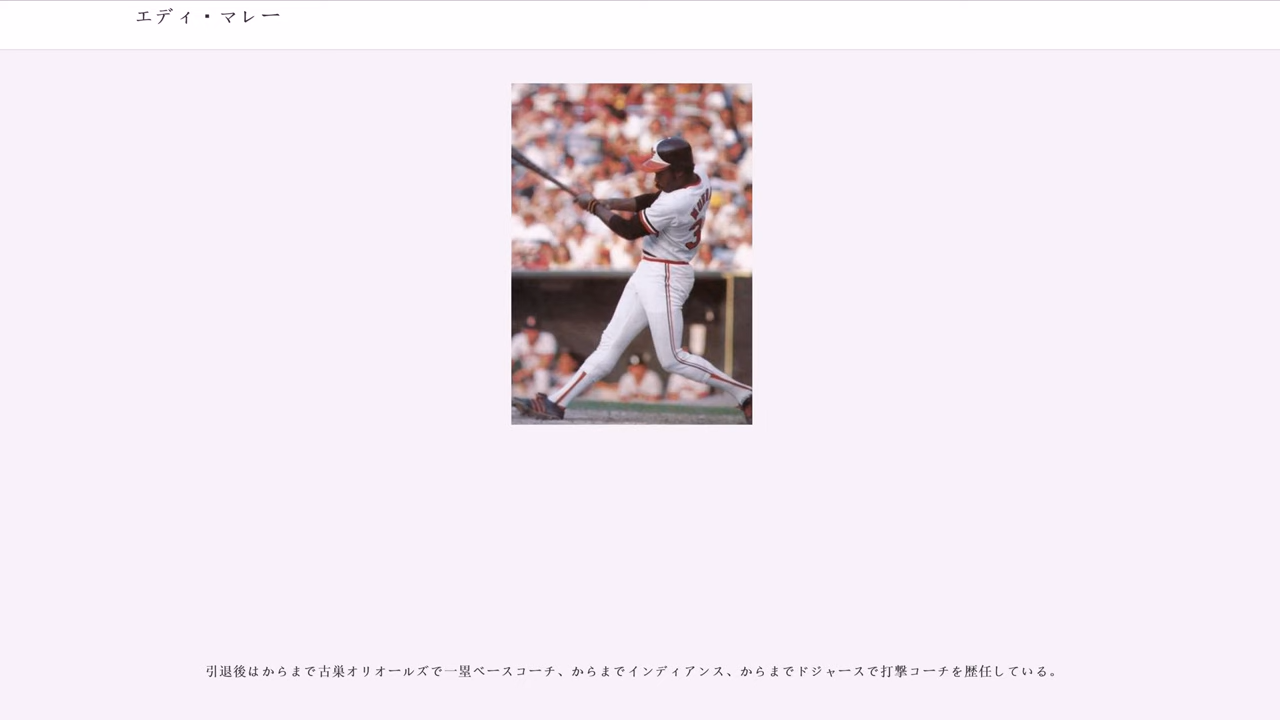 エディ・マレー
引退後はからまで古巣オリオールズで一塁ベースコーチ、からまでインディアンス、からまでドジャースで打撃コーチを歴任している。